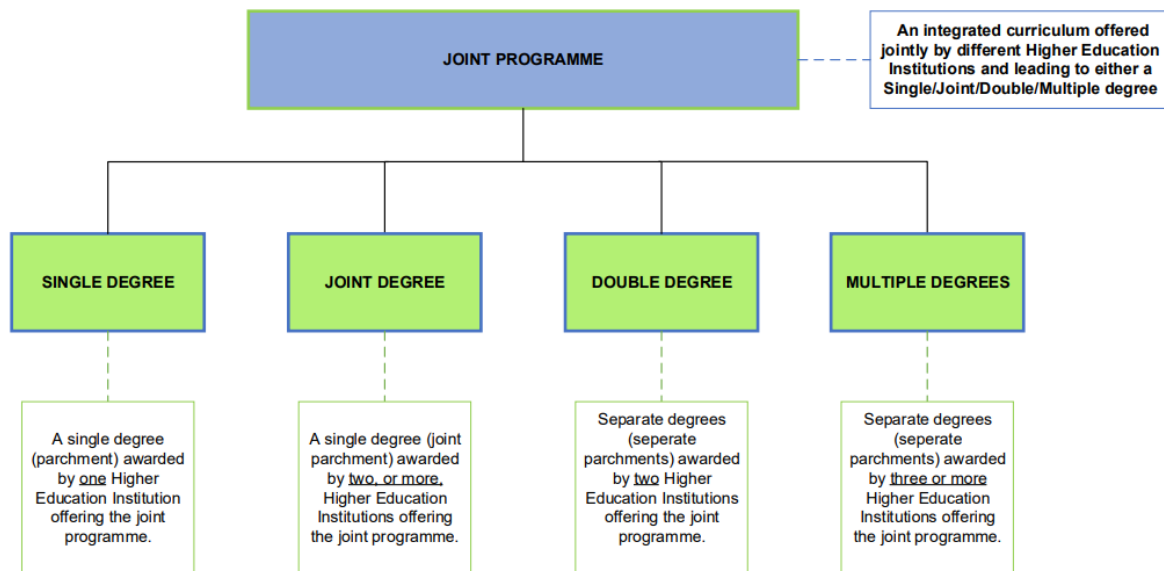 JOINT PROGRAMME
An integrated curriculum offered
jointly by different Higher Education
Institutions and leading to either a
Single/Joint/Double/Multiple degree
SINGLE DEGREE
JOINT DEGREE
DOUBLE DEGREE
MULTIPLE DEGREES
A single degree
(parchment) awarded
by one Higher
Education Institution
offering the joint
programme.
A single degree (joint
parchment) awarded
by two, or more,
Higher Education
Institutions offering
the joint programme.
Separate degrees
(seperate
parchments) awarded
by two Higher
Education Institutions
offering the joint
programme.
Separate degrees
(seperate
parchments) awarded
by three or more
Higher Education
Institutions offering
the joint programme.